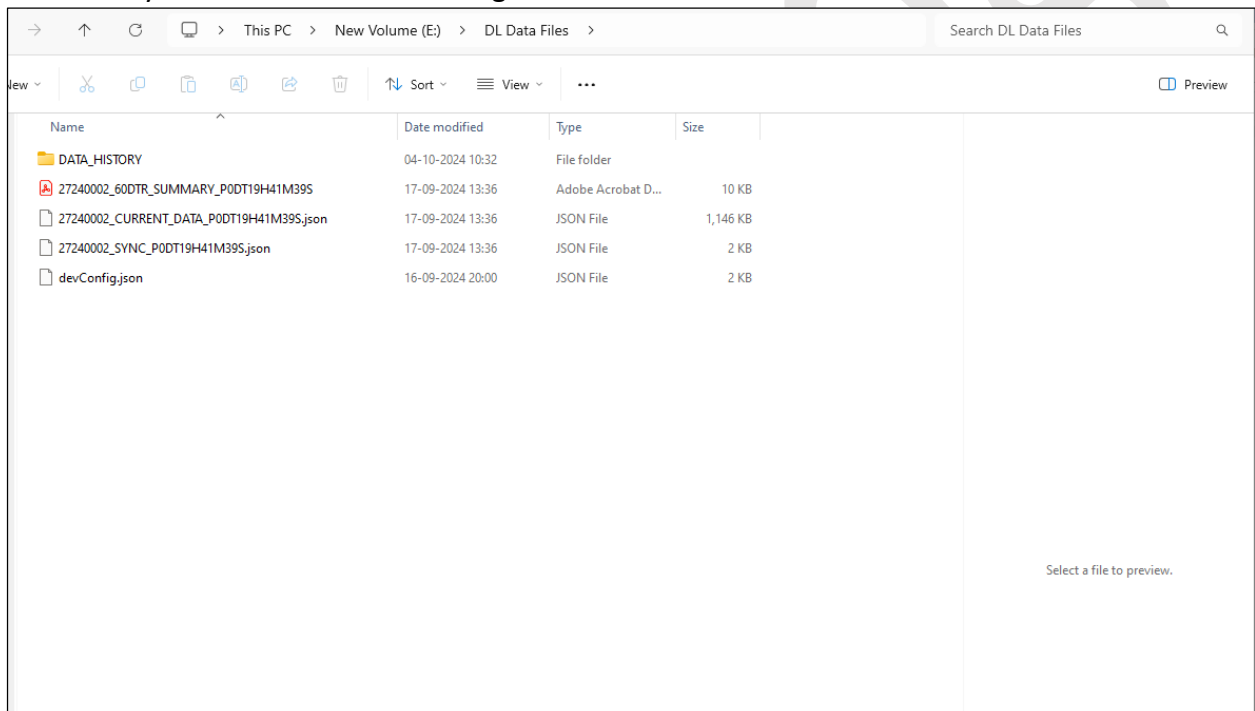 This PC > New Volume (E:) > DL Data Files > Search DL Data Files
Sort View ... Preview
Name Date modified Type Size
DATA_HISTORY 04-10-2024 10:32 File folder
27240002_60DTR_SUMMARY_P0DT19H41M39S 17-09-2024 13:36 Adobe Acrobat D... 10 KB
27240002_CURRENT_DATA_P0DT19H41M39S.json 17-09-2024 13:36 JSON File 1,146 KB
27240002_SYNC_P0DT19H41M39S.json 17-09-2024 13:36 JSON File 2 KB
devConfig.json 16-09-2024 20:00 JSON File 2 KB
Select a file to preview.